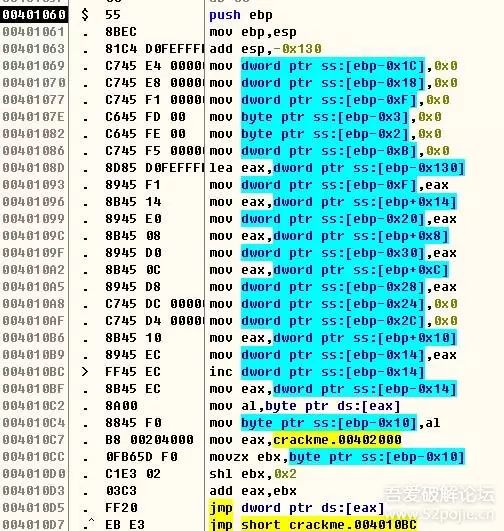 00401060 $ 55 push ebp
00401061 . 8BEC mov ebp,esp
00401063 . 81C4 D0FEFFFF add esp,-0x130
00401069 . C745 E4 00000 mov dword ptr ss:[ebp-0x1C],0x0
00401070 . C745 E8 00000 mov dword ptr ss:[ebp-0x18],0x0
00401077 . C745 F1 00000 mov dword ptr ss:[ebp-0xF],0x0
0040107E . C645 FD 00 mov byte ptr ss:[ebp-0x3],0x0
00401082 . C645 FE 00 mov byte ptr ss:[ebp-0x2],0x0
00401086 . C745 F5 00000 mov dword ptr ss:[ebp-0xB],0x0
0040108D . 8D85 D0FEFFFF lea eax,dword ptr ss:[ebp-0x130]
00401093 . 8945 F1 mov dword ptr ss:[ebp-0xF],eax
00401096 . 8B45 14 mov eax,dword ptr ss:[ebp+0x14]
00401099 . 8945 E0 mov dword ptr ss:[ebp-0x20],eax
0040109C . 8B45 08 mov eax,dword ptr ss:[ebp+0x8]
0040109F . 8945 D0 mov dword ptr ss:[ebp-0x30],eax
004010A2 . 8B45 0C mov eax,dword ptr ss:[ebp+0xC]
004010A5 . 8945 D8 mov dword ptr ss:[ebp-0x28],eax
004010A8 . C745 DC 00000 mov dword ptr ss:[ebp-0x24],0x0
004010AF . C745 D4 00000 mov dword ptr ss:[ebp-0x2C],0x0
004010B6 . 8B45 10 mov eax,dword ptr ss:[ebp+0x10]
004010B9 . 8945 EC mov dword ptr ss:[ebp-0x14],eax
004010BC > FF45 EC inc dword ptr ss:[ebp-0x14]
004010BF . 8B45 EC mov eax,dword ptr ss:[ebp-0x14]
004010C2 . 8A00 mov al,byte ptr ds:[eax]
004010C4 . 8845 F0 mov byte ptr ss:[ebp-0x10],al
004010C7 . B8 00204000 mov eax,crackme.00402000
004010CC . 0FB65D F0 movzx ebx,byte ptr ss:[ebp-0x10]
004010D0 . C1E3 02 shl ebx,0x2
004010D3 . 03C3 add eax,ebx
004010D5 . FF20 jmp dword ptr ds:[eax]
004010D7 .^ EB E3 jmp short crackme.004010BC
吾爱破解论坛
www.52pojie.cn